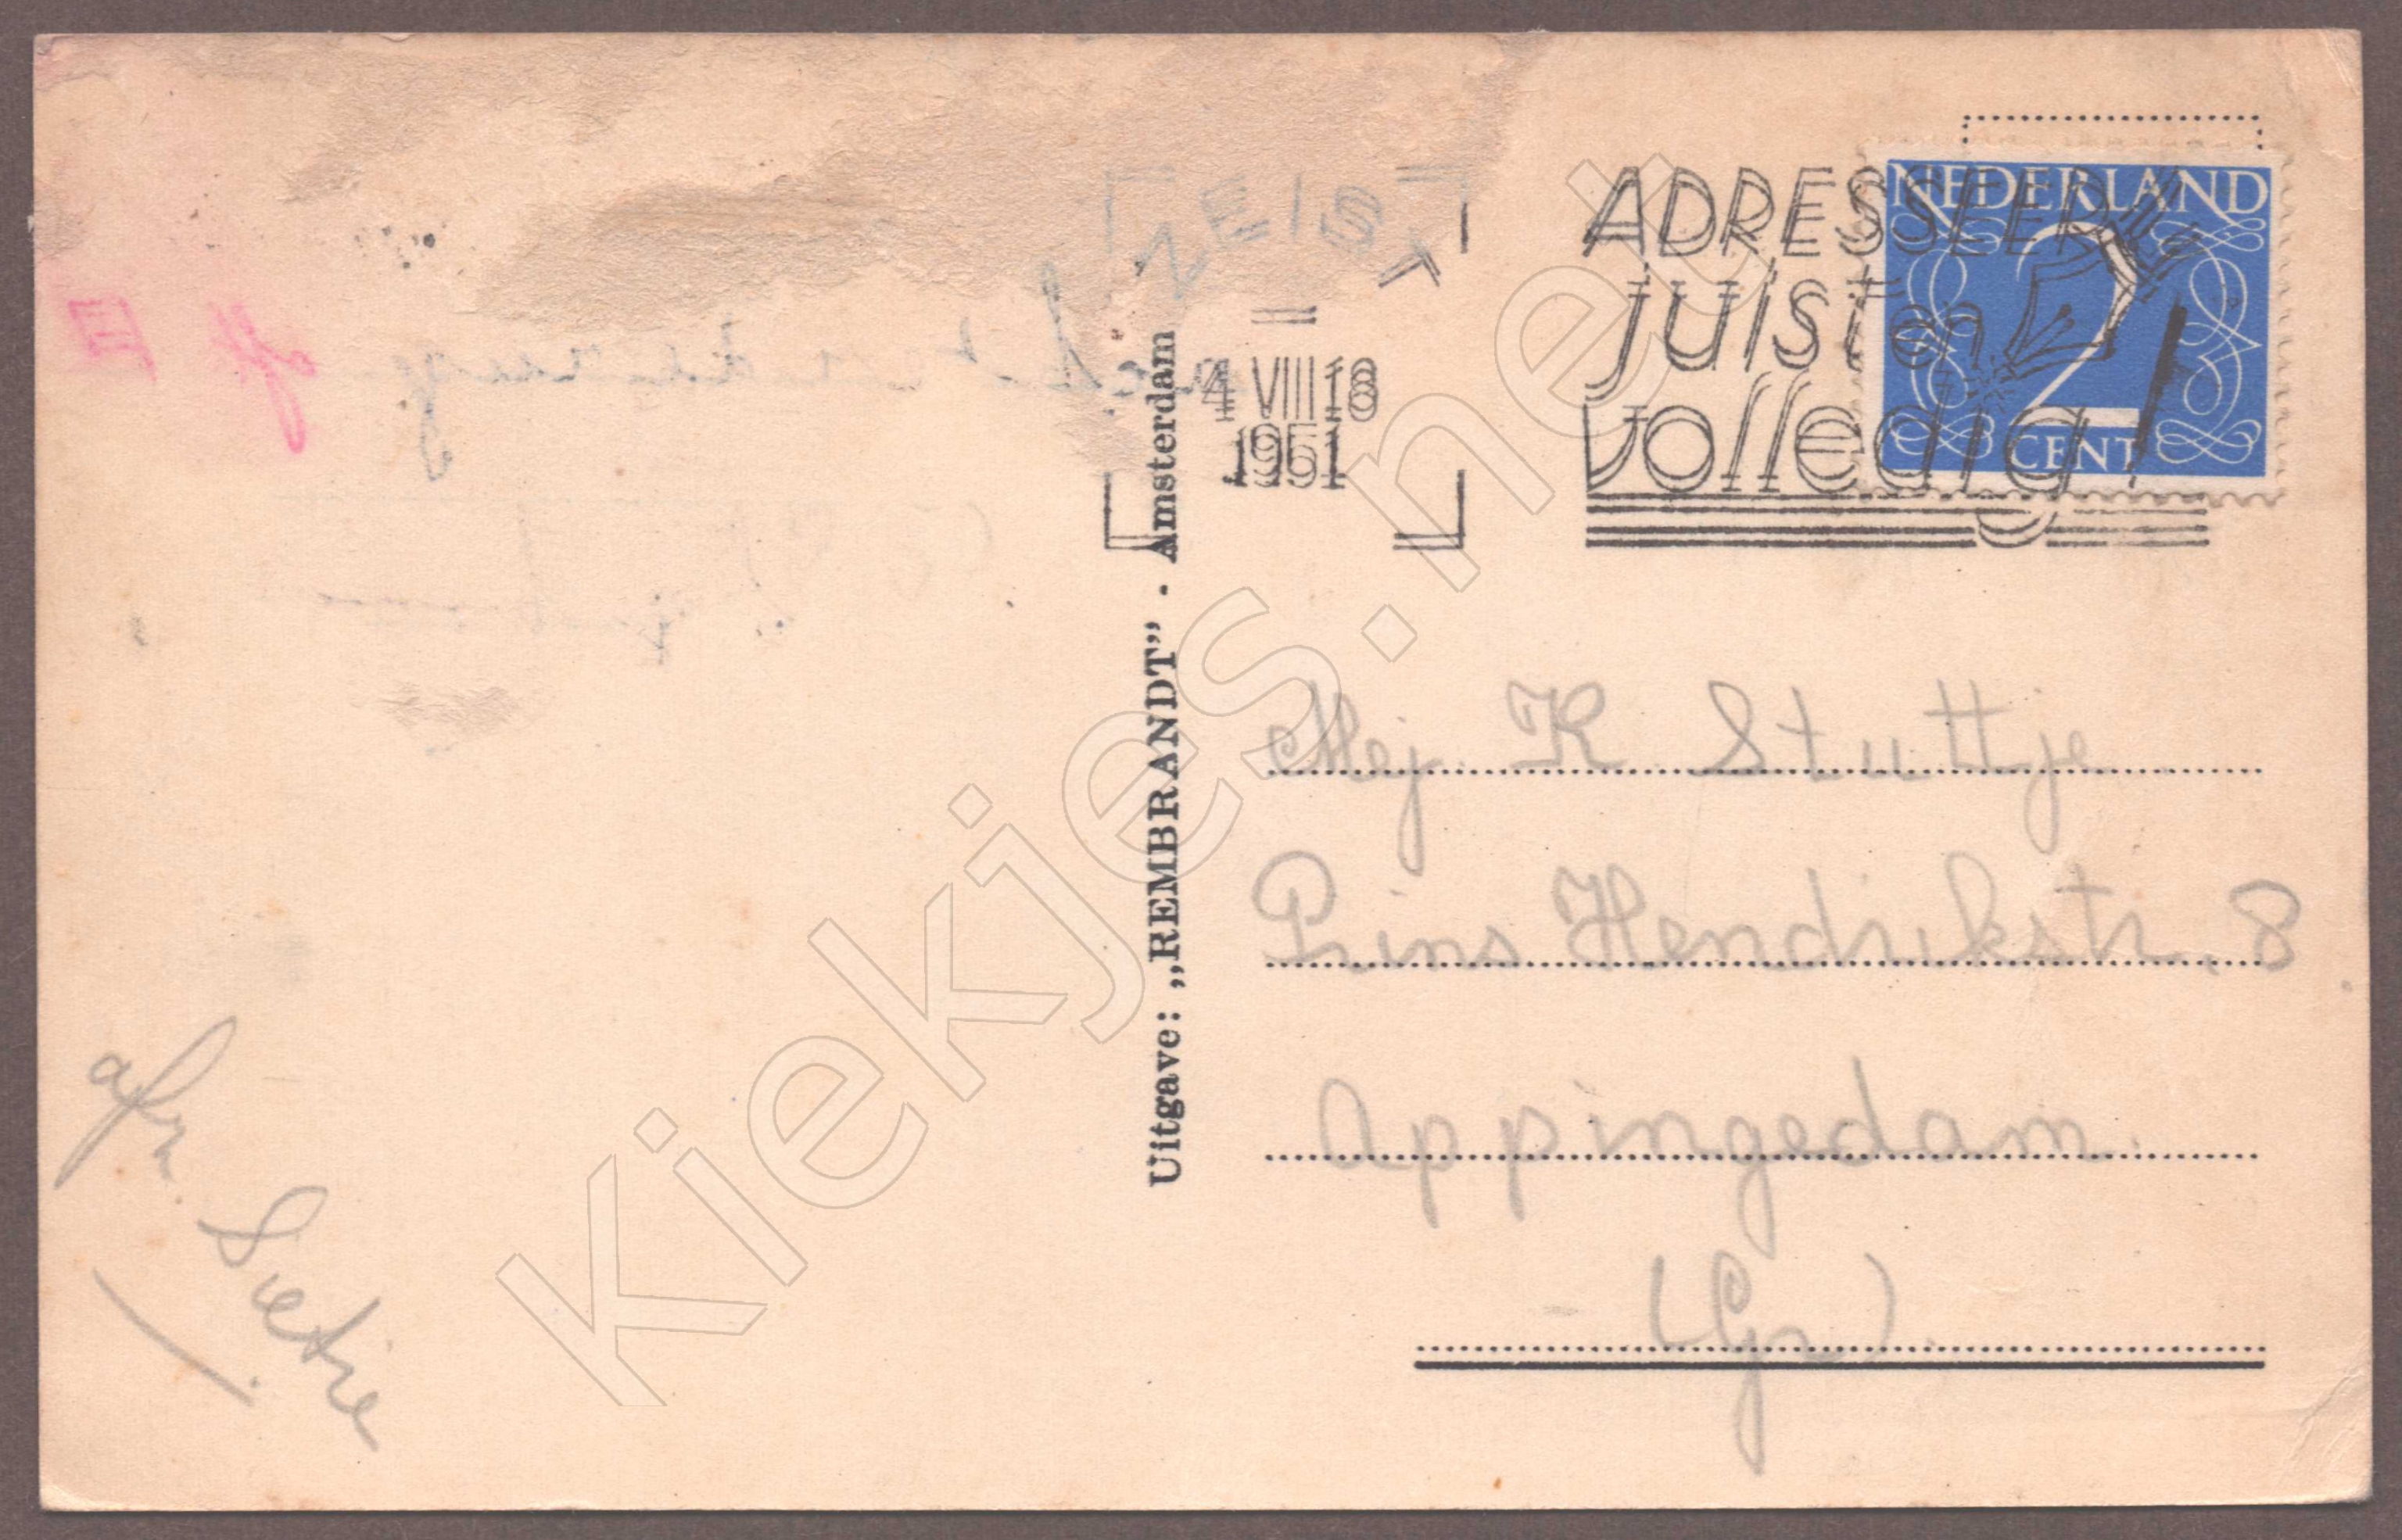 afz. Sietse
Uitgave: „REMBRANDT” - Amsterdam
ZEIST
4 VIII 18
1951
ADRESSEER
juist en
volledig!
NEDERLAND
2
CENT
Mej. K Stuttje
Prins Hendrikstr. 8
Appingedam.
(Gr).
Kiekjes.net